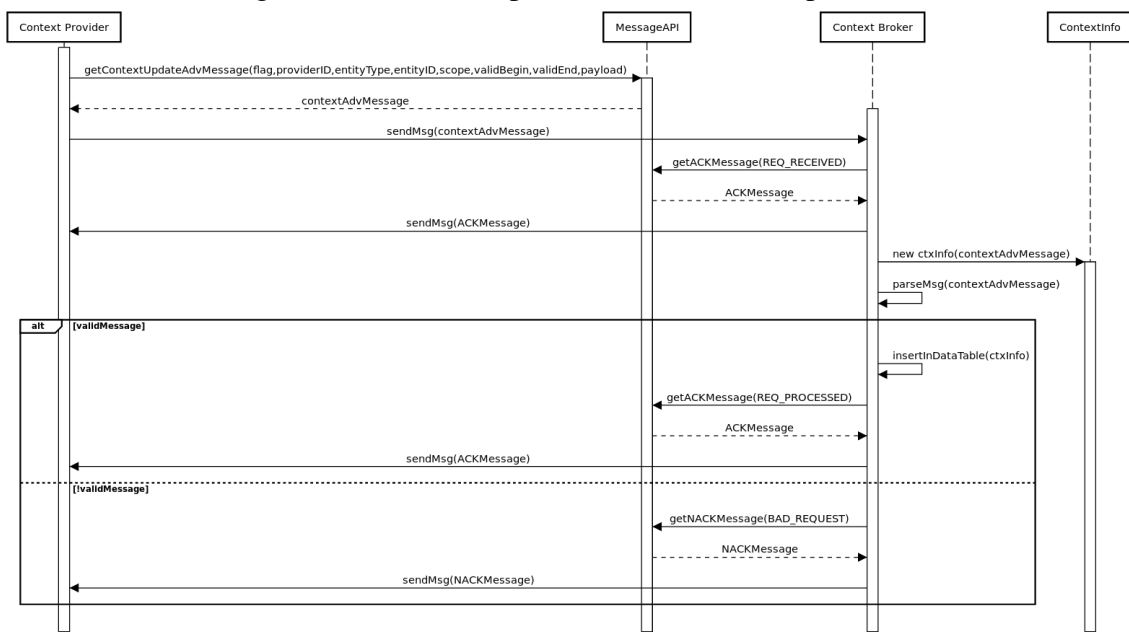 Context Provider
MessageAPI
Context Broker
ContextInfo
getContextUpdateAdvMessage(flag,providerID,entityType,entityID,scope,validBegin,validEnd,payload)
contextAdvMessage
sendMsg(contextAdvMessage)
getACKMessage(REQ_RECEIVED)
ACKMessage
sendMsg(ACKMessage)
new ctxInfo(contextAdvMessage)
parseMsg(contextAdvMessage)
alt
[validMessage]
insertInDataTable(ctxInfo)
getACKMessage(REQ_PROCESSED)
ACKMessage
sendMsg(ACKMessage)
[!validMessage]
getNACKMessage(BAD_REQUEST)
NACKMessage
sendMsg(NACKMessage)